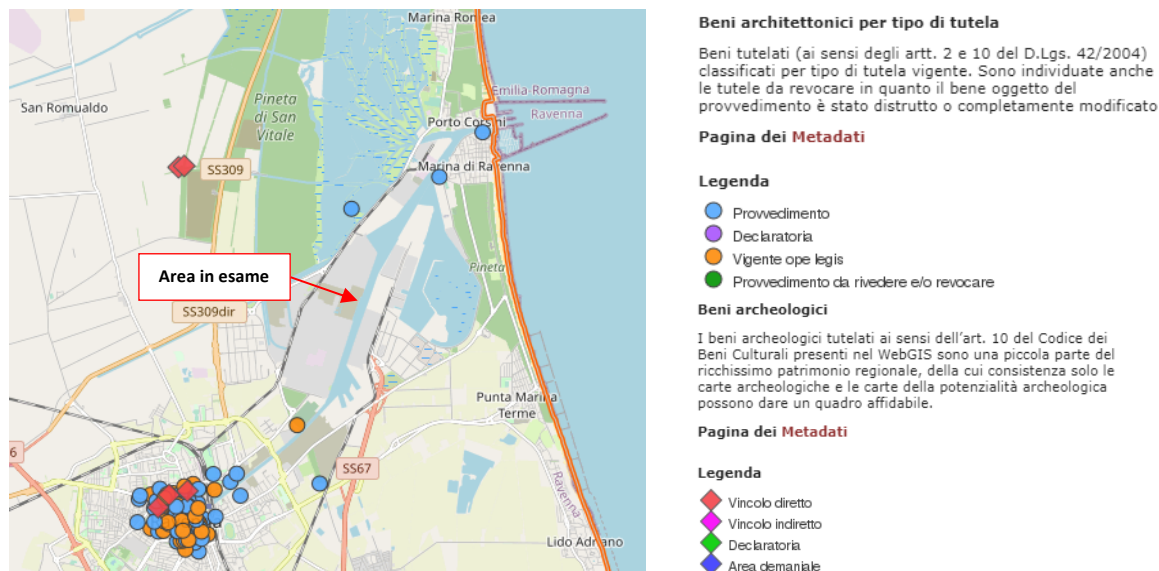 Marina Romea
San Romualdo
Pineta
di San
Vitale
Emilia-Romagna
Ravenna
Porto Corsini
SS309
Marina di Ravenna
Area in esame
Pineta
SS309dir
Punta Marina
Terme
6
SS67
Ravenna
Lido Adriano
Beni architettonici per tipo di tutela
Beni tutelati (ai sensi degli artt. 2 e 10 del D.Lgs. 42/2004)
classificati per tipo di tutela vigente. Sono individuate anche
le tutele da revocare in quanto il bene oggetto del
provvedimento è stato distrutto o completamente modificato
Pagina dei Metadati
Legenda
Provvedimento
Declaratoria
Vigente ope legis
Provvedimento da rivedere e/o revocare
Beni archeologici
I beni archeologici tutelati ai sensi dell'art. 10 del Codice dei
Beni Culturali presenti nel WebGIS sono una piccola parte del
ricchissimo patrimonio regionale, della cui consistenza solo le
carte archeologiche e le carte della potenzialità archeologica
possono dare un quadro affidabile.
Pagina dei Metadati
Legenda
Vincolo diretto
Vincolo indiretto
Declaratoria
Area demaniale